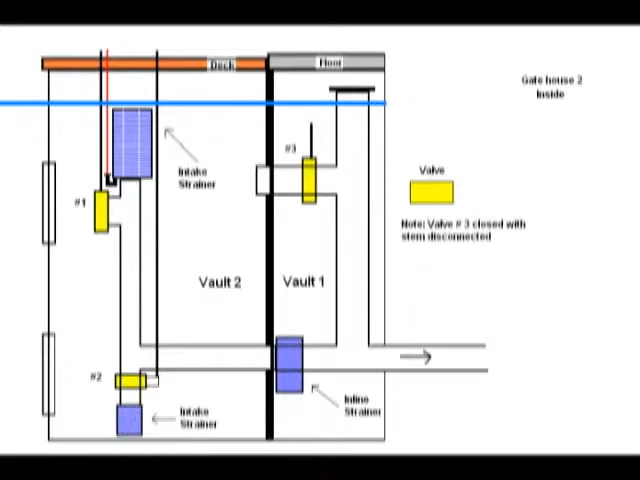 Deck
Floor
Gate house 2
Inside
#3
Intake
Strainer
Valve
#1
Note: Valve # 3 closed with
stem disconnected
Vault 2
Vault 1
#2
Inline
Strainer
Intake
Strainer